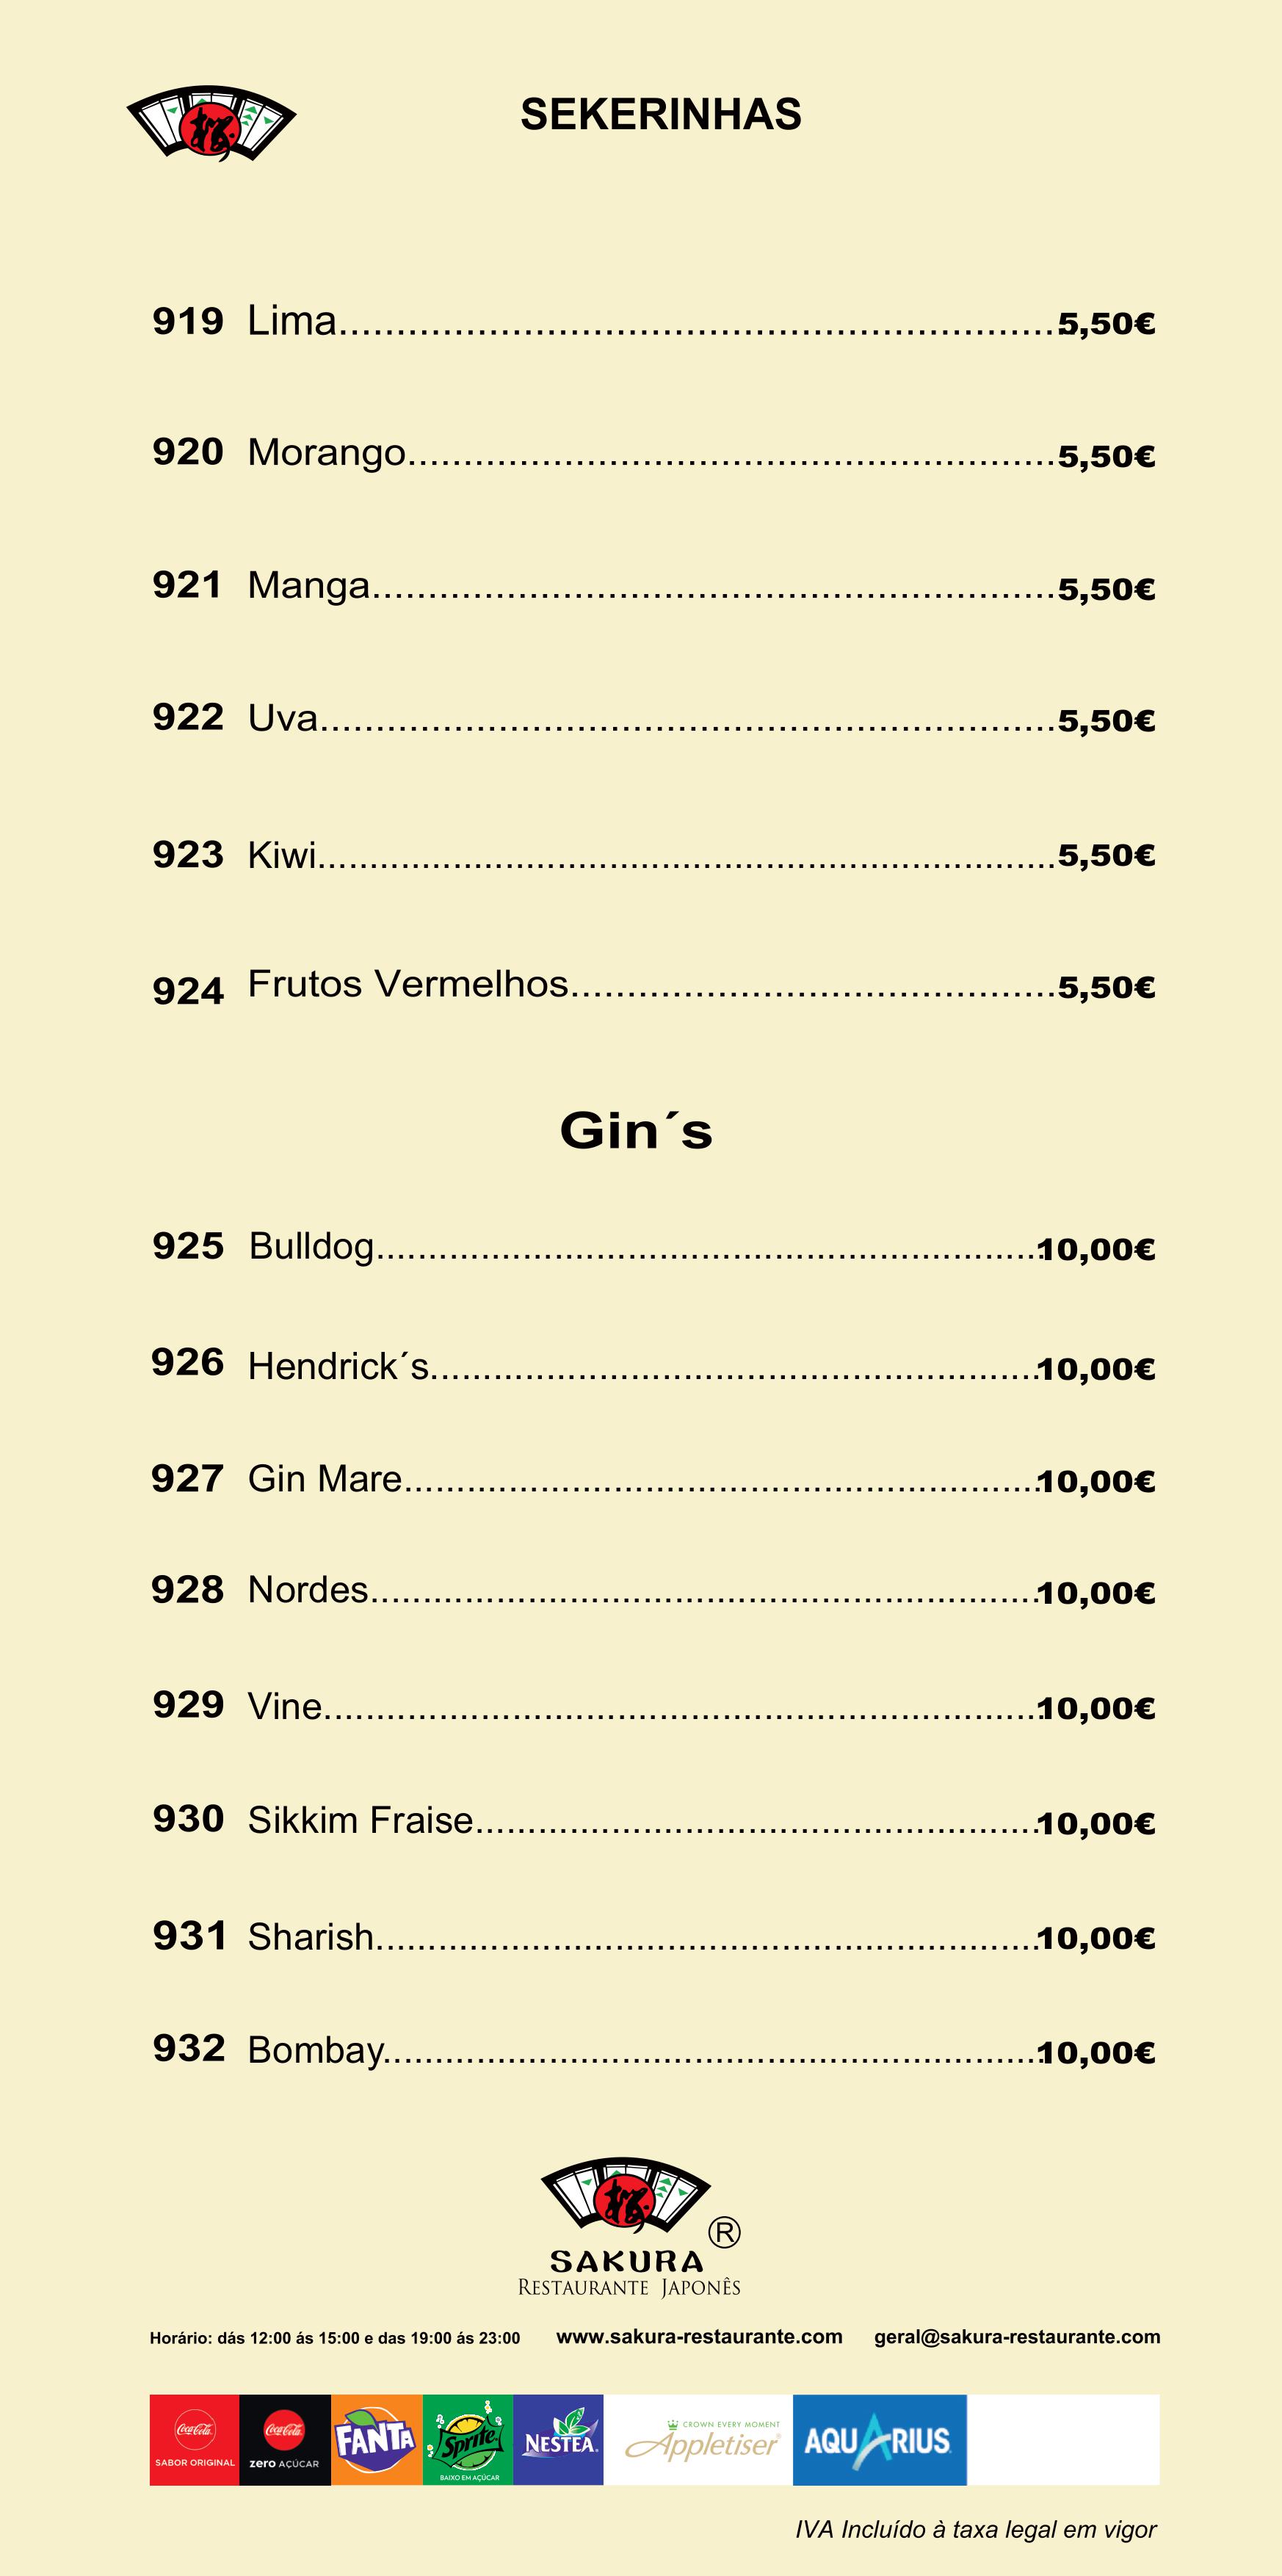 SEKERINHAS
919 Lima................................................................5,50€
920 Morango..........................................................5,50€
921 Manga.............................................................5,50€
922 Uva..................................................................5,50€
923 Kiwi......................................................................5,50€
924 Frutos Vermelhos...........................................5,50€
Gin´s
925 Bulldog...............................................................10,00€
926 Hendrick´s..........................................................10,00€
927 Gin Mare.............................................................10,00€
928 Nordes................................................................10,00€
929 Vine.....................................................................10,00€
930 Sikkim Fraise......................................................10,00€
931 Sharish...............................................................10,00€
932 Bombay...............................................................10,00€
®
SAKURA
RESTAURANTE JAPONÊS
Horário: dás 12:00 ás 15:00 e das 19:00 ás 23:00 www.sakura-restaurante.com geral@sakura-restaurante.com
Coca-Cola
SABOR ORIGINAL
Coca-Cola
zero AÇÚCAR
FANTA
Sprite
BAIXO EM AÇÚCAR
NESTEA
CROWN EVERY MOMENT
Appletiser
AQUARIUS
IVA Incluído à taxa legal em vigor